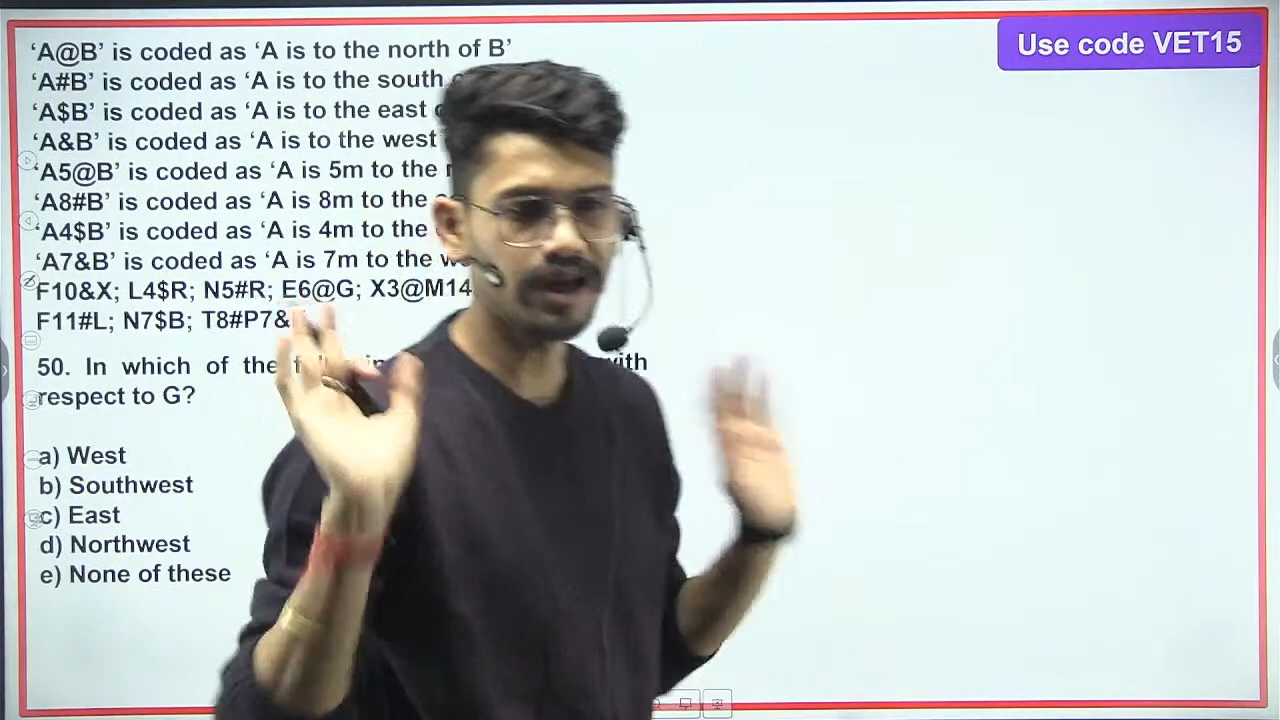 ‘A@B’ is coded as ‘A is to the north of B’
‘A#B’ is coded as ‘A is to the south
‘A$B’ is coded as ‘A is to the east
‘A&B’ is coded as ‘A is to the west
‘A5@B’ is coded as ‘A is 5m to the
‘A8#B’ is coded as ‘A is 8m to the
‘A4$B’ is coded as ‘A is 4m to the
‘A7&B’ is coded as ‘A is 7m to the
F10&X; L4$R; N5#R; E6@G; X3@M14
F11#L; N7$B; T8#P7&
50. In which of the
respect to G?
a) West
b) Southwest
c) East
d) Northwest
e) None of these
Use code VET15